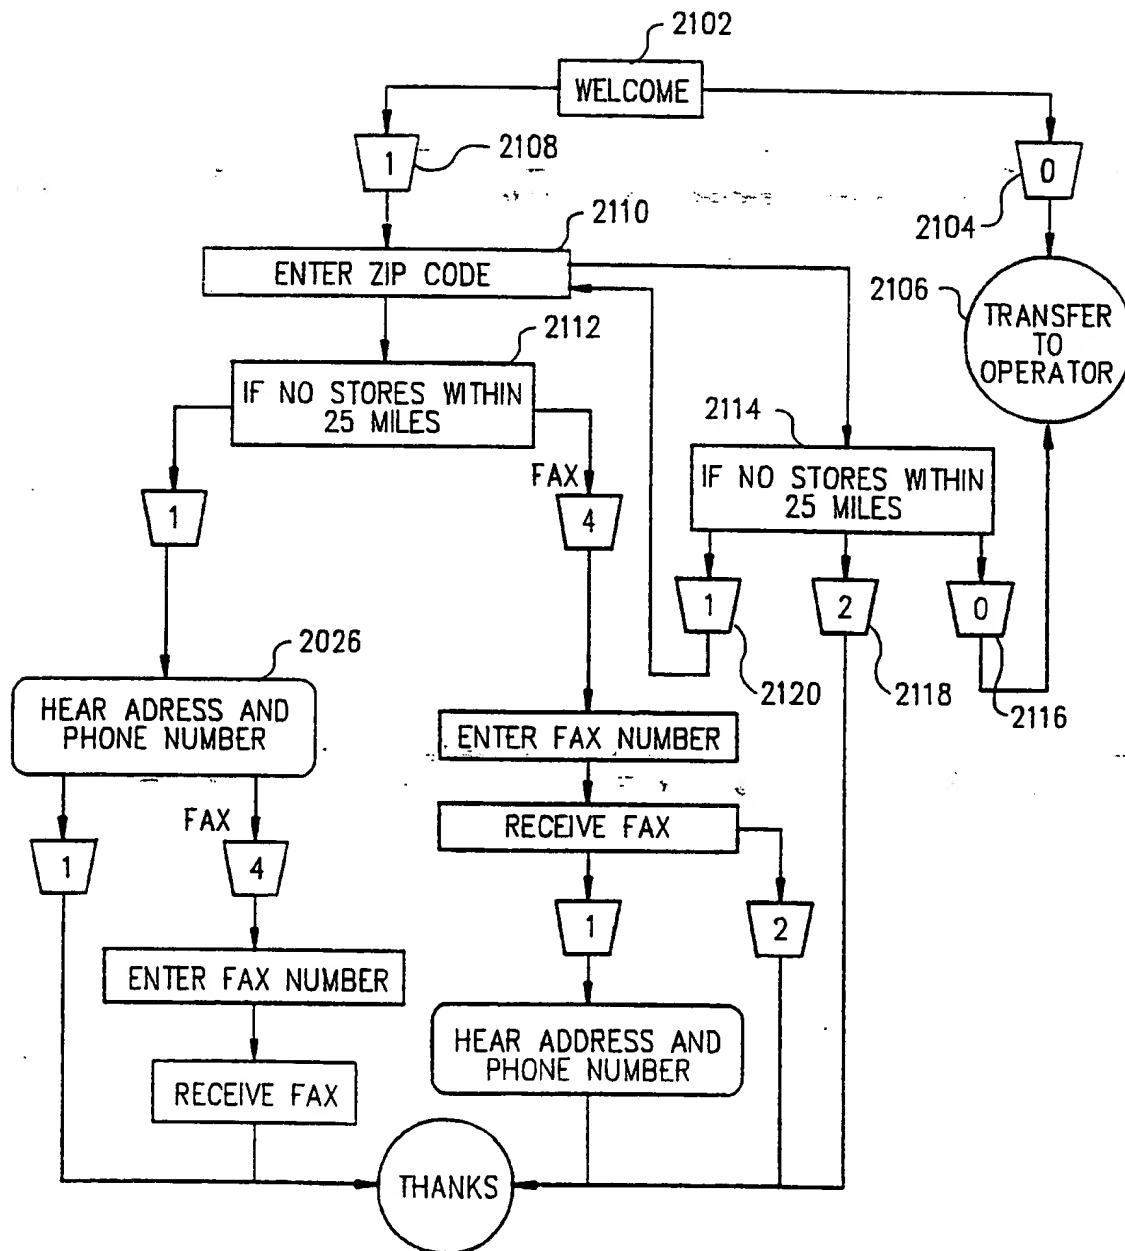 2102
WELCOME
1
2108
0
2104
2110
ENTER ZIP CODE
2106
TRANSFER
TO
OPERATOR
2112
IF NO STORES WITHIN
25 MILES
2114
IF NO STORES WITHIN
25 MILES
1
FAX
4
1
2
0
2120
2118
2116
2026
HEAR ADRESS AND
PHONE NUMBER
ENTER FAX NUMBER
RECEIVE FAX
1
FAX
4
1
2
ENTER FAX NUMBER
RECEIVE FAX
HEAR ADDRESS AND
PHONE NUMBER
THANKS